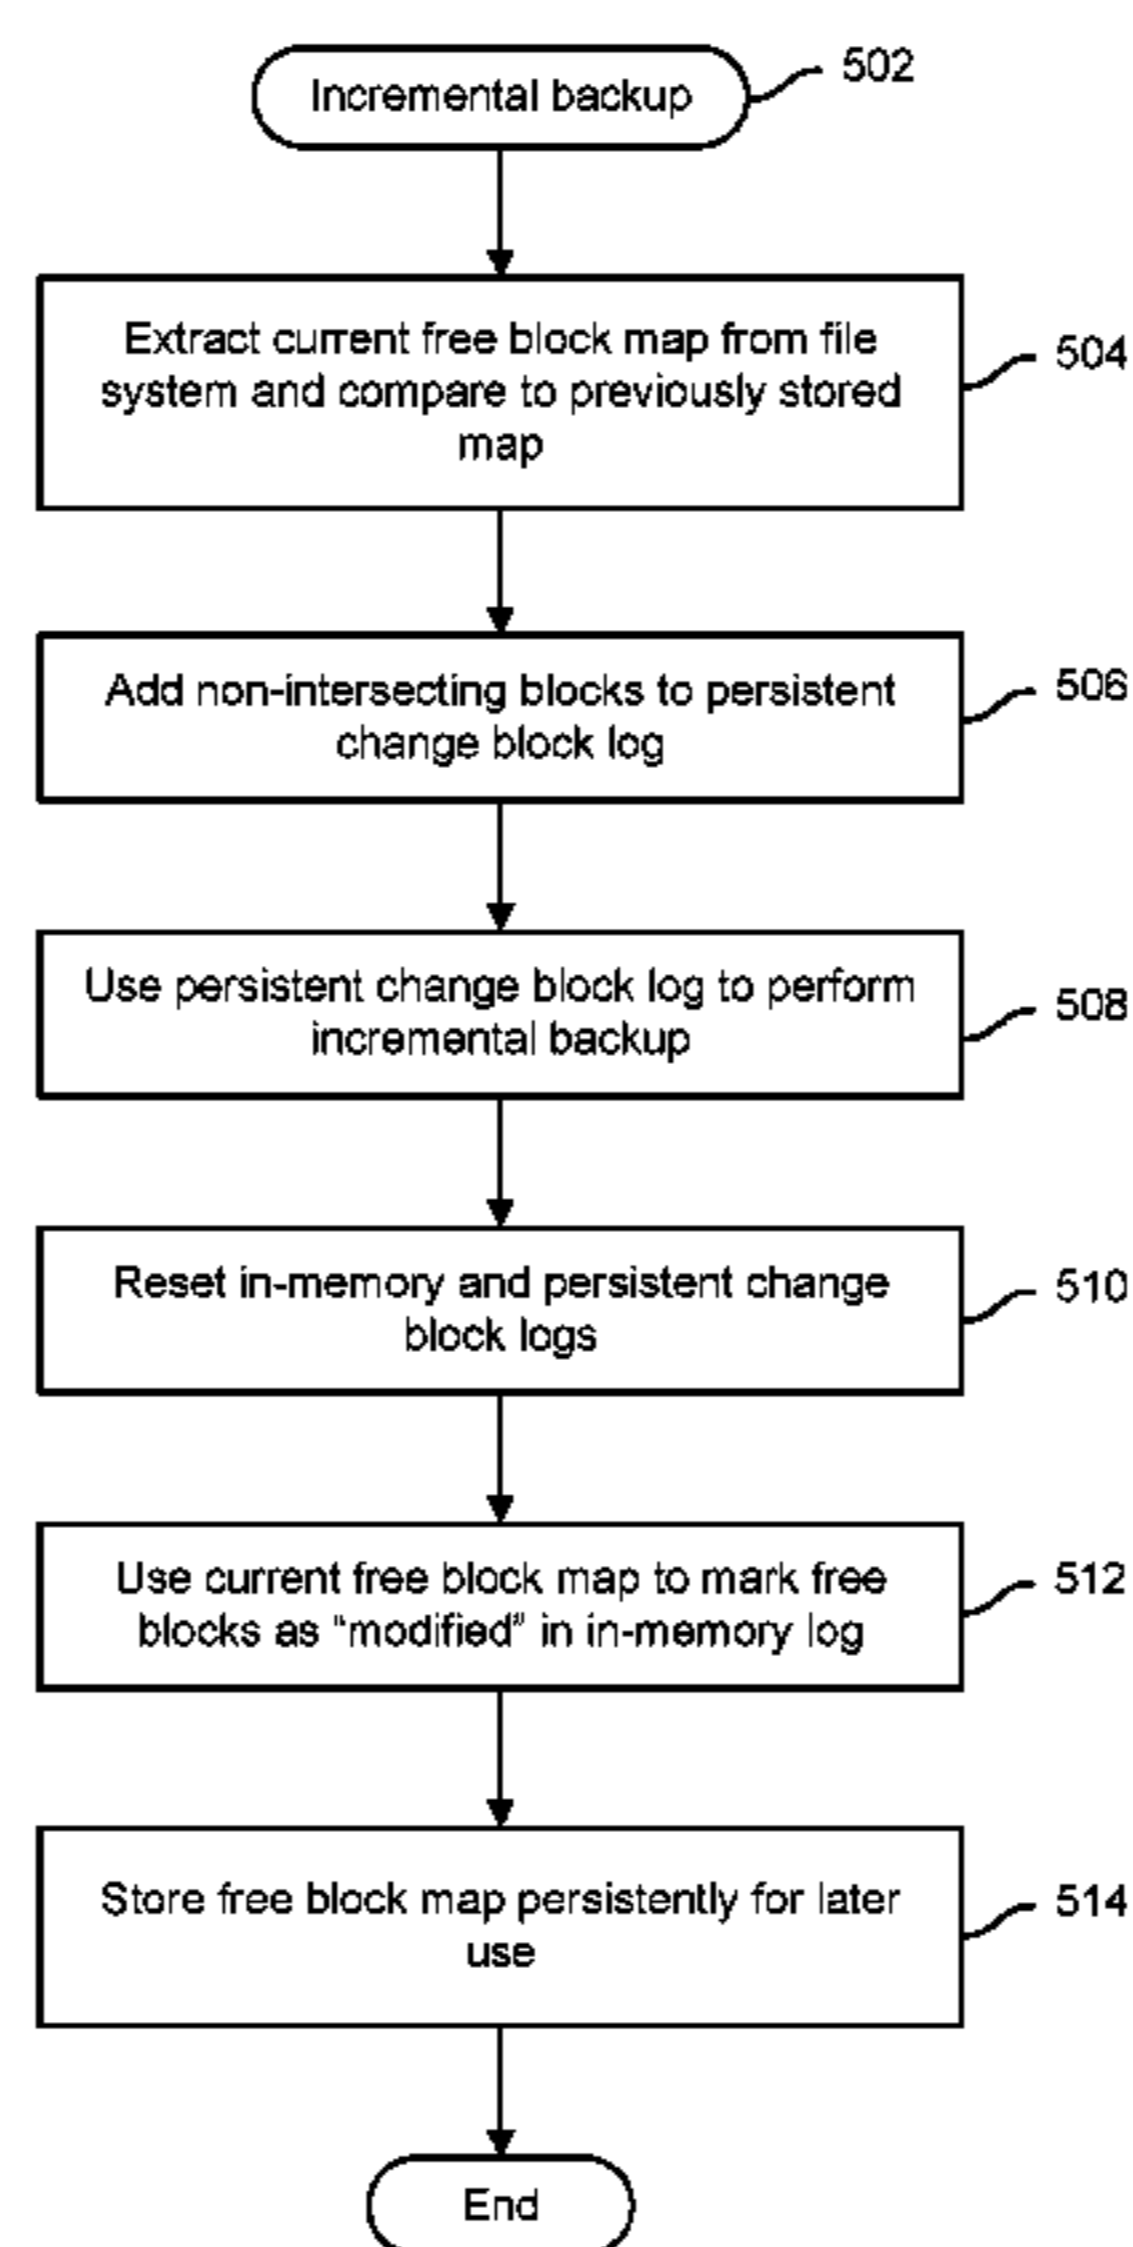 Incremental backup
502
Extract current free block map from file
system and compare to previously stored
map
504
Add non-intersecting blocks to persistent
change block log
506
Use persistent change block log to perform
incremental backup
508
Reset in-memory and persistent change
block logs
510
Use current free block map to mark free
blocks as “modified” in in-memory log
512
Store free block map persistently for later
use
514
End